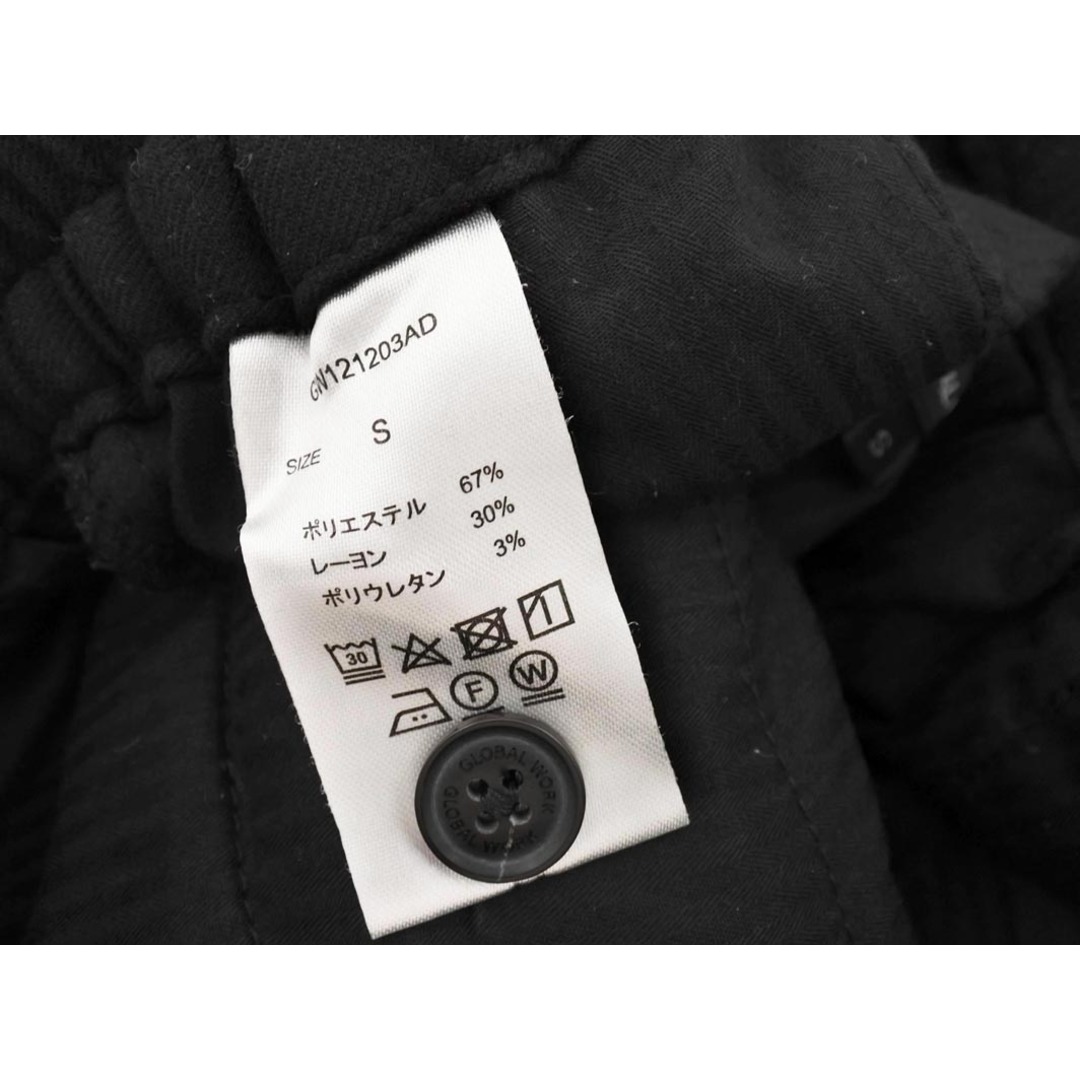 GW121203AD
SIZE S
ポリエステル 67%
レーヨン 30%
ポリウレタン 3%
30
F W
GLOBAL WORK
GLOBAL WORK
S